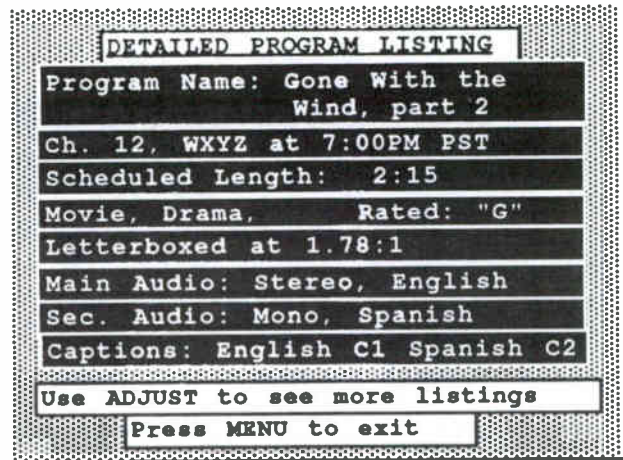 DETAILED PROGRAM LISTING
Program Name: Gone With the
Wind, part 2
Ch. 12, WXYZ at 7:00PM PST
Scheduled Length: 2:15
Movie, Drama, Rated: "G"
Letterboxed at 1.78:1
Main Audio: Stereo, English
Sec. Audio: Mono, Spanish
Captions: English C1 Spanish C2
Use ADJUST to see more listings
Press MENU to exit